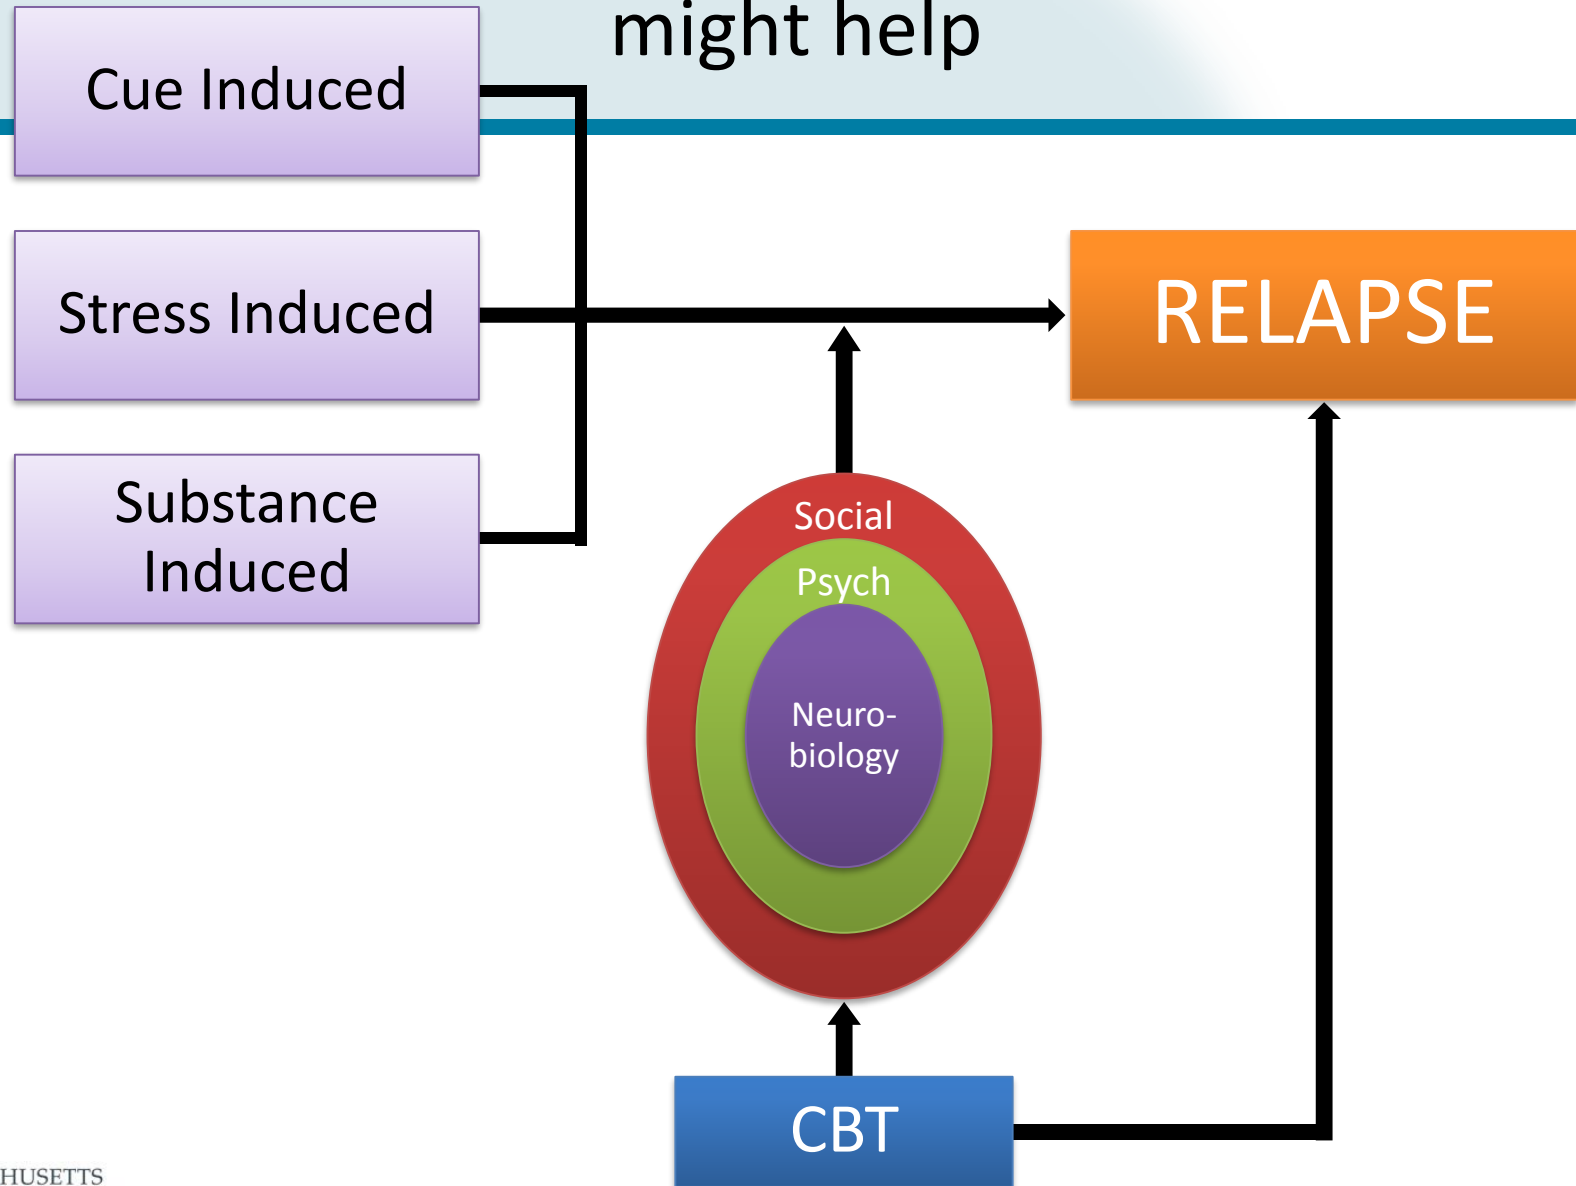 might help
Cue Induced
Stress Induced
RELAPSE
Substance
Induced
Social
Psych
Neuro-
biology
CBT
HUSETTS